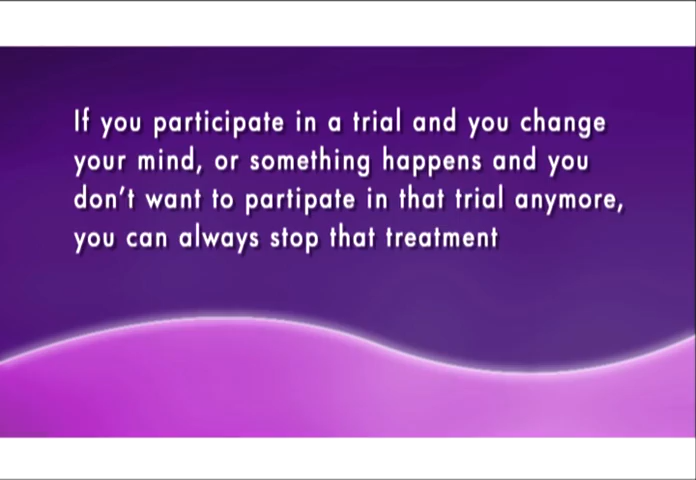 If you participate in a trial and you change
your mind, or something happens and you
don’t want to partipate in that trial anymore,
you can always stop that treatment